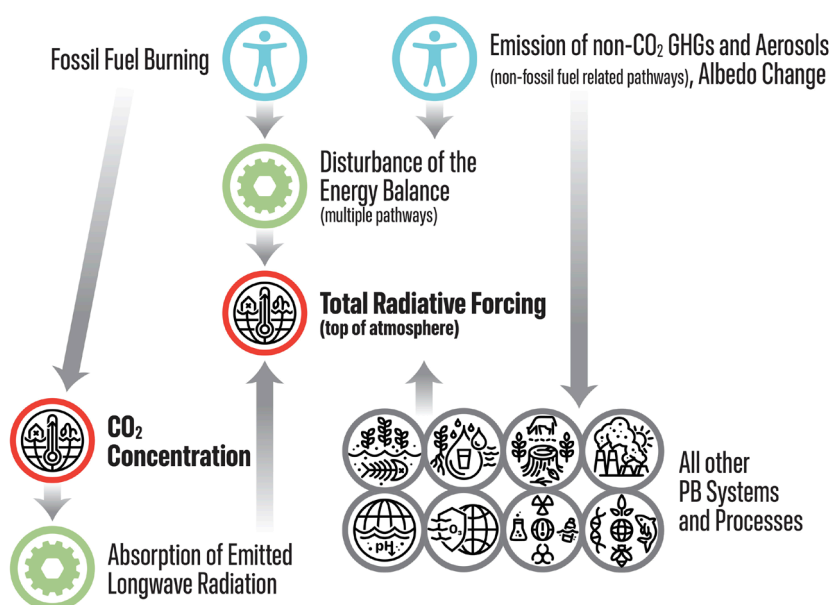 Fossil Fuel Burning
Emission of non-CO₂ GHGs and Aerosols
(non-fossil fuel related pathways), Albedo Change
Disturbance of the
Energy Balance
(multiple pathways)
Total Radiative Forcing
(top of atmosphere)
CO₂
Concentration
All other
PB Systems
and Processes
pH
O₃
Absorption of Emitted
Longwave Radiation